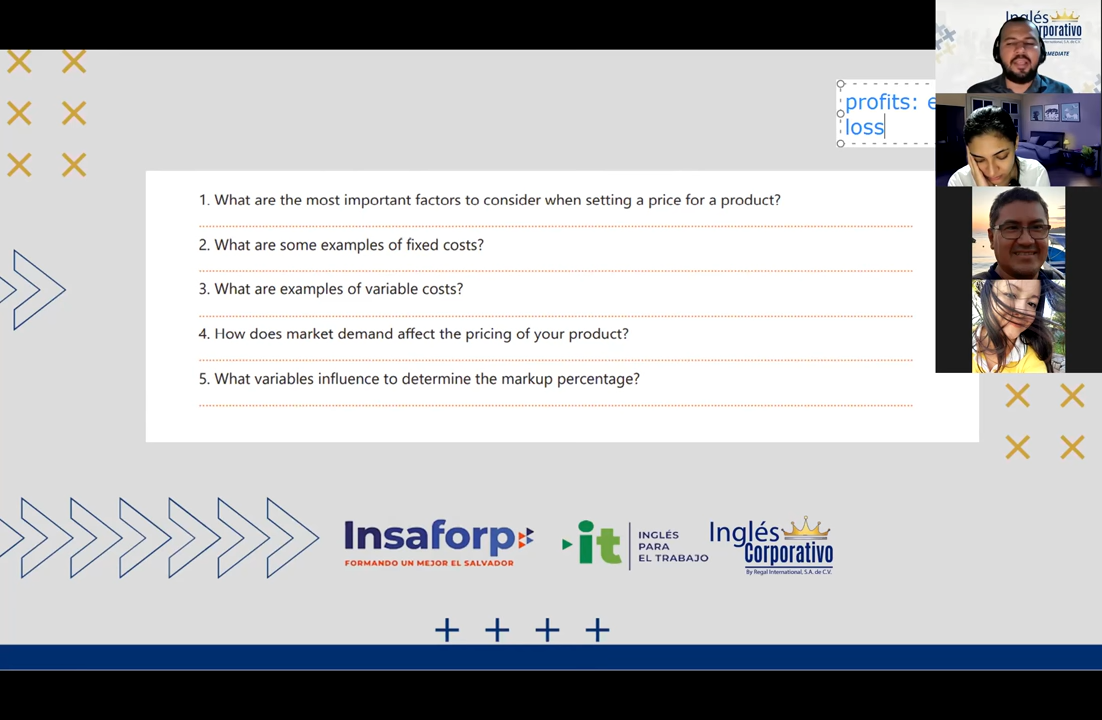 Inglés
rporativo
MEDIATE
profits: e
loss
1. What are the most important factors to consider when setting a price for a product?
2. What are some examples of fixed costs?
3. What are examples of variable costs?
4. How does market demand affect the pricing of your product?
5. What variables influence to determine the markup percentage?
Insaforp
FORMANDO UN MEJOR EL SALVADOR
it
INGLÉS
PARA
EL TRABAJO
Inglés
Corporativo
By Regal International, S.A. de C.V.